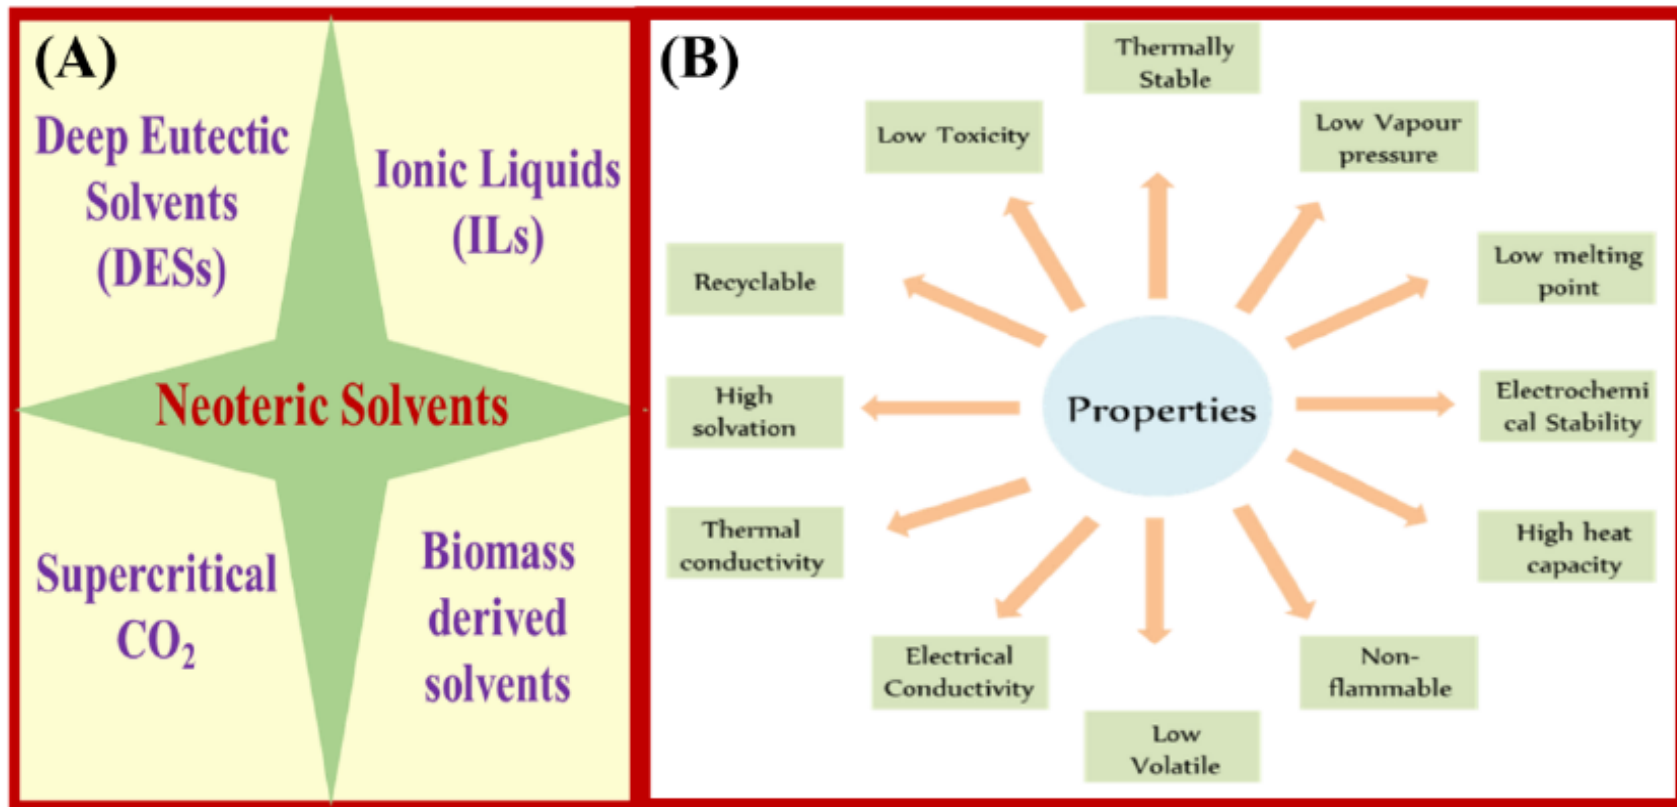 (A)
Deep Eutectic
Solvents
(DESs)
Ionic Liquids
(ILs)
Neoteric Solvents
Supercritical
CO₂
Biomass
derived
solvents
(B)
Thermally
Stable
Low Toxicity
Low Vapour
pressure
Recyclable
Low melting
point
High
solvation
Properties
Electrochemi
cal Stability
Thermal
conductivity
High heat
capacity
Electrical
Conductivity
Non-
flammable
Low
Volatile